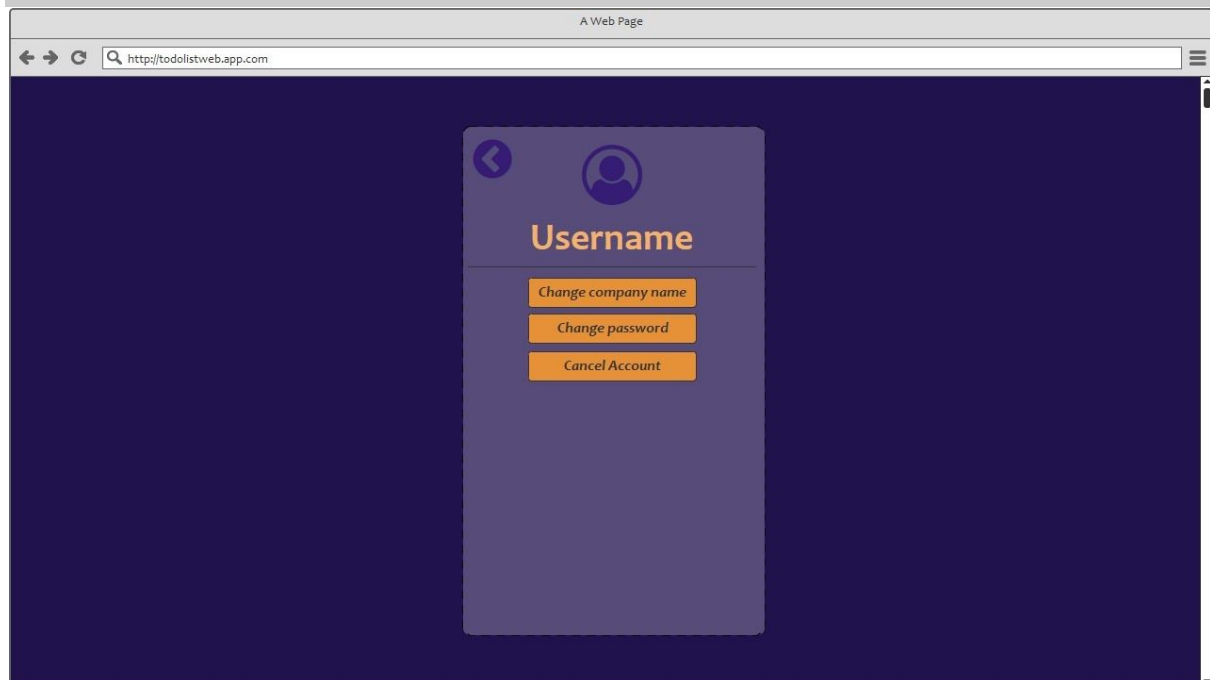 A Web Page
http://todolistweb.app.com
Username
Change company name
Change password
Cancel Account